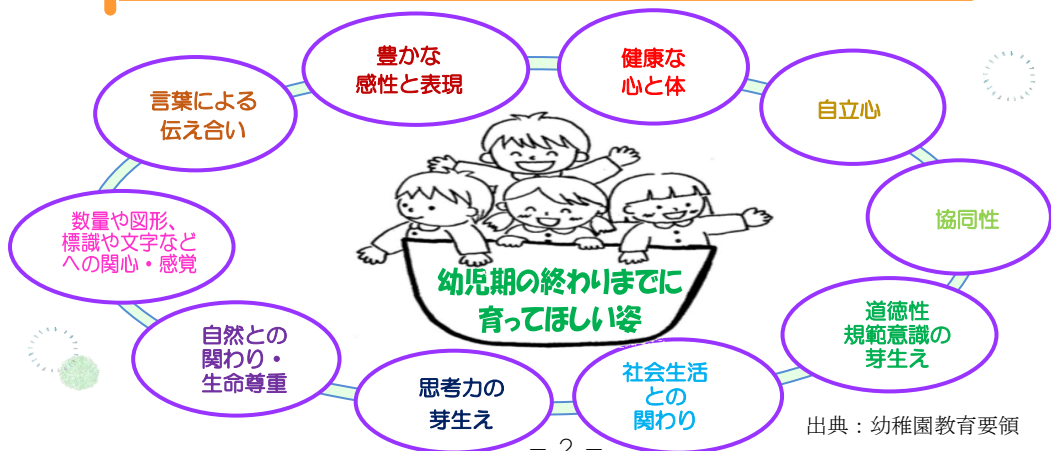 豊かな
感性と表現
健康な
心と体
言葉による
伝え合い
自立心
数量や図形、
標識や文字など
への関心・感覚
協同性
幼児期の終わりまでに
育ってほしい姿
自然との
関わり・
生命尊重
道徳性
規範意識の
芽生え
思考力の
芽生え
社会生活
との
関わり
出典：幼稚園教育要領
－ 2 －